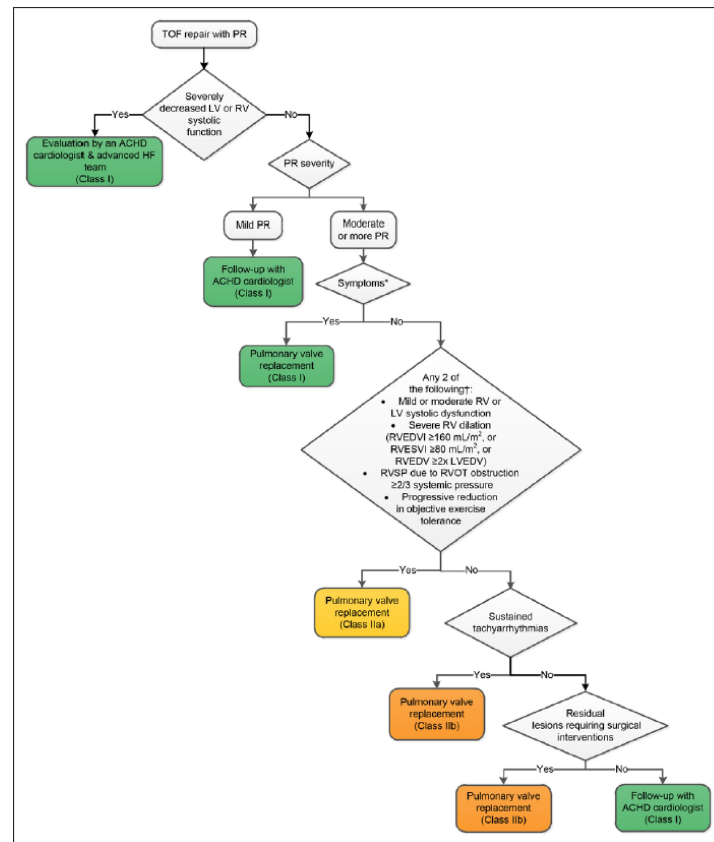 TOF repair with PR
Severely
decreased LV or RV
systolic
function
Yes
No
Evaluation by an ACHD
cardiologist & advanced HF
team
(Class I)
PR severity
Mild PR
Moderate
or more PR
Follow-up with
ACHD cardiologist
(Class I)
Symptoms*
Yes
No
Pulmonary valve
replacement
(Class I)
Any 2 of
the following†:
• Mild or moderate RV or
LV systolic dysfunction
• Severe RV dilation
(RVEDVI ≥160 mL/m², or
RVESVI ≥80 mL/m², or
RVEDV ≥2x LVEDV)
• RVSP due to RVOT obstruction
≥2/3 systemic pressure
• Progressive reduction
in objective exercise
tolerance
Yes
No
Pulmonary valve
replacement
(Class IIa)
Sustained
tachyarrhythmias
Yes
No
Pulmonary valve
replacement
(Class IIb)
Residual
lesions requiring surgical
interventions
Yes
No
Pulmonary valve
replacement
(Class IIb)
Follow-up with
ACHD cardiologist
(Class I)